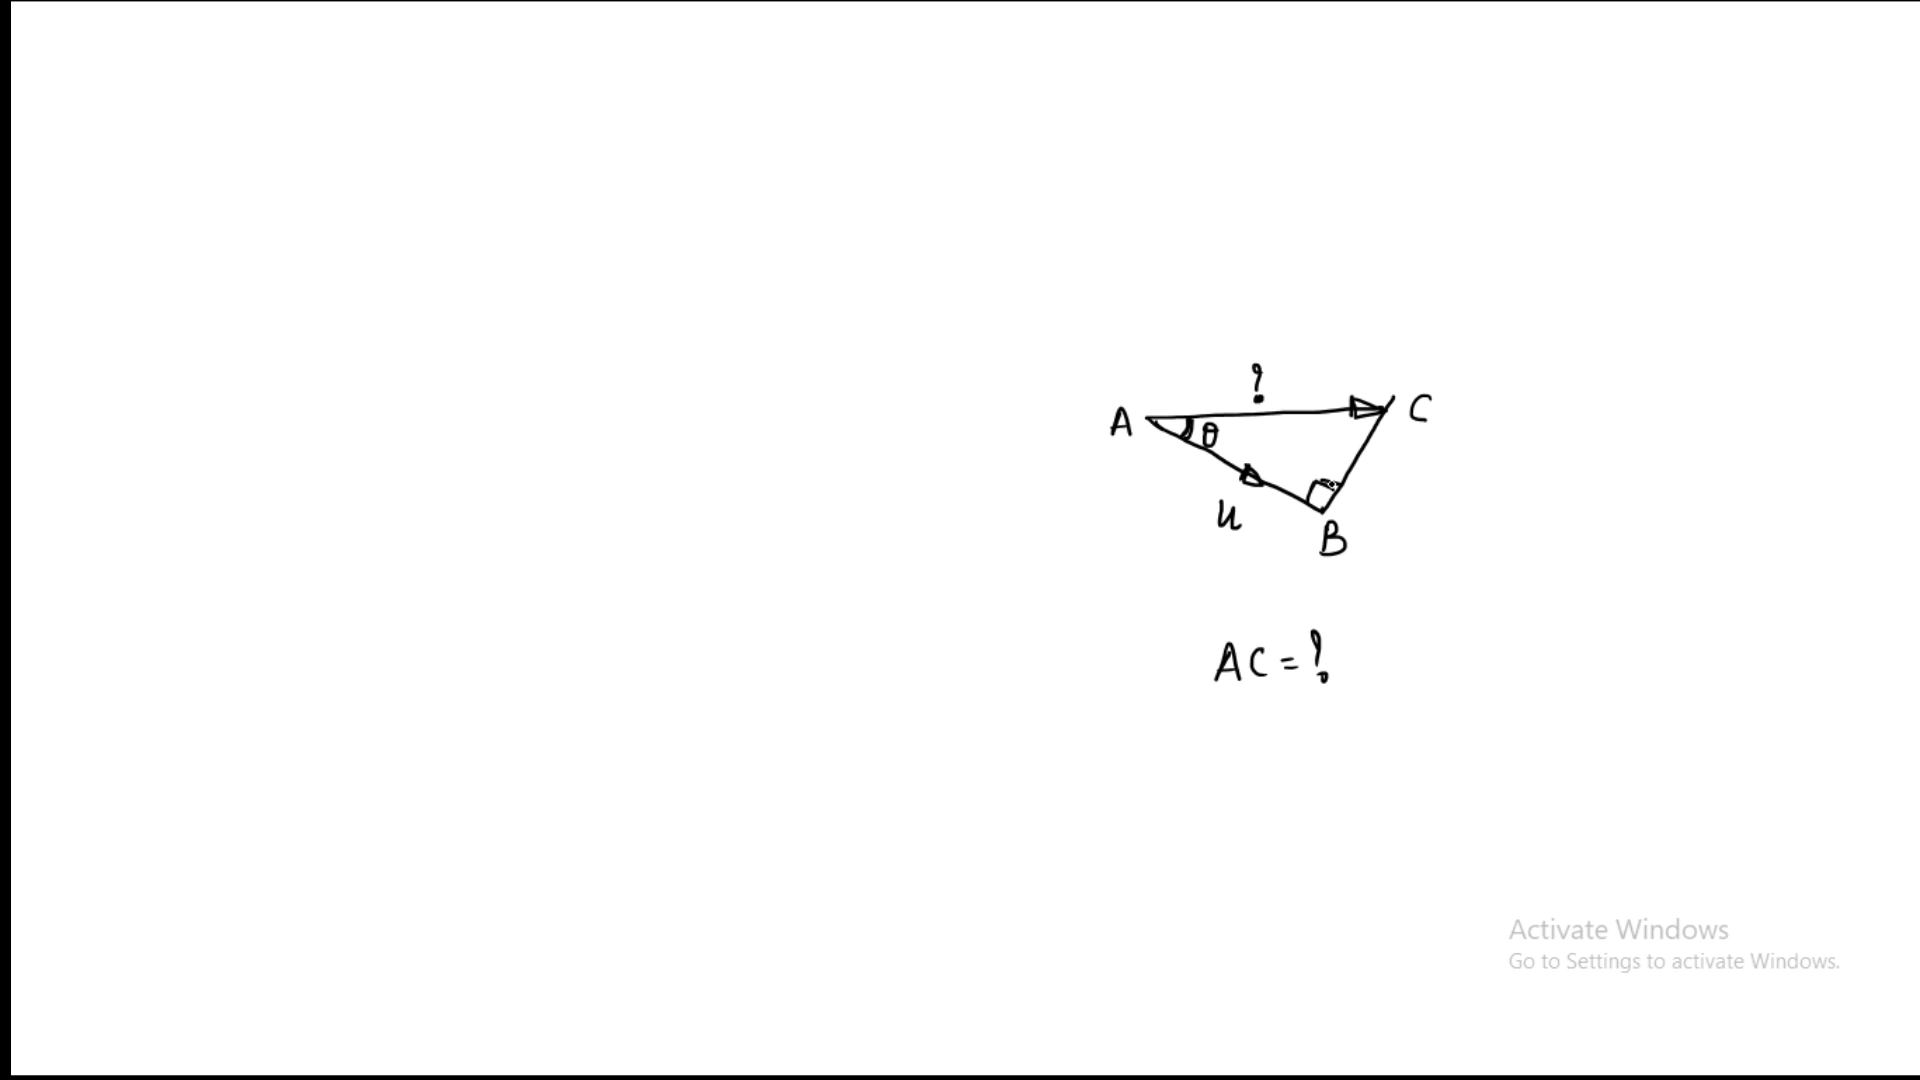 ?
A C
θ
u
B
AC = ?
Activate Windows
Go to Settings to activate Windows.